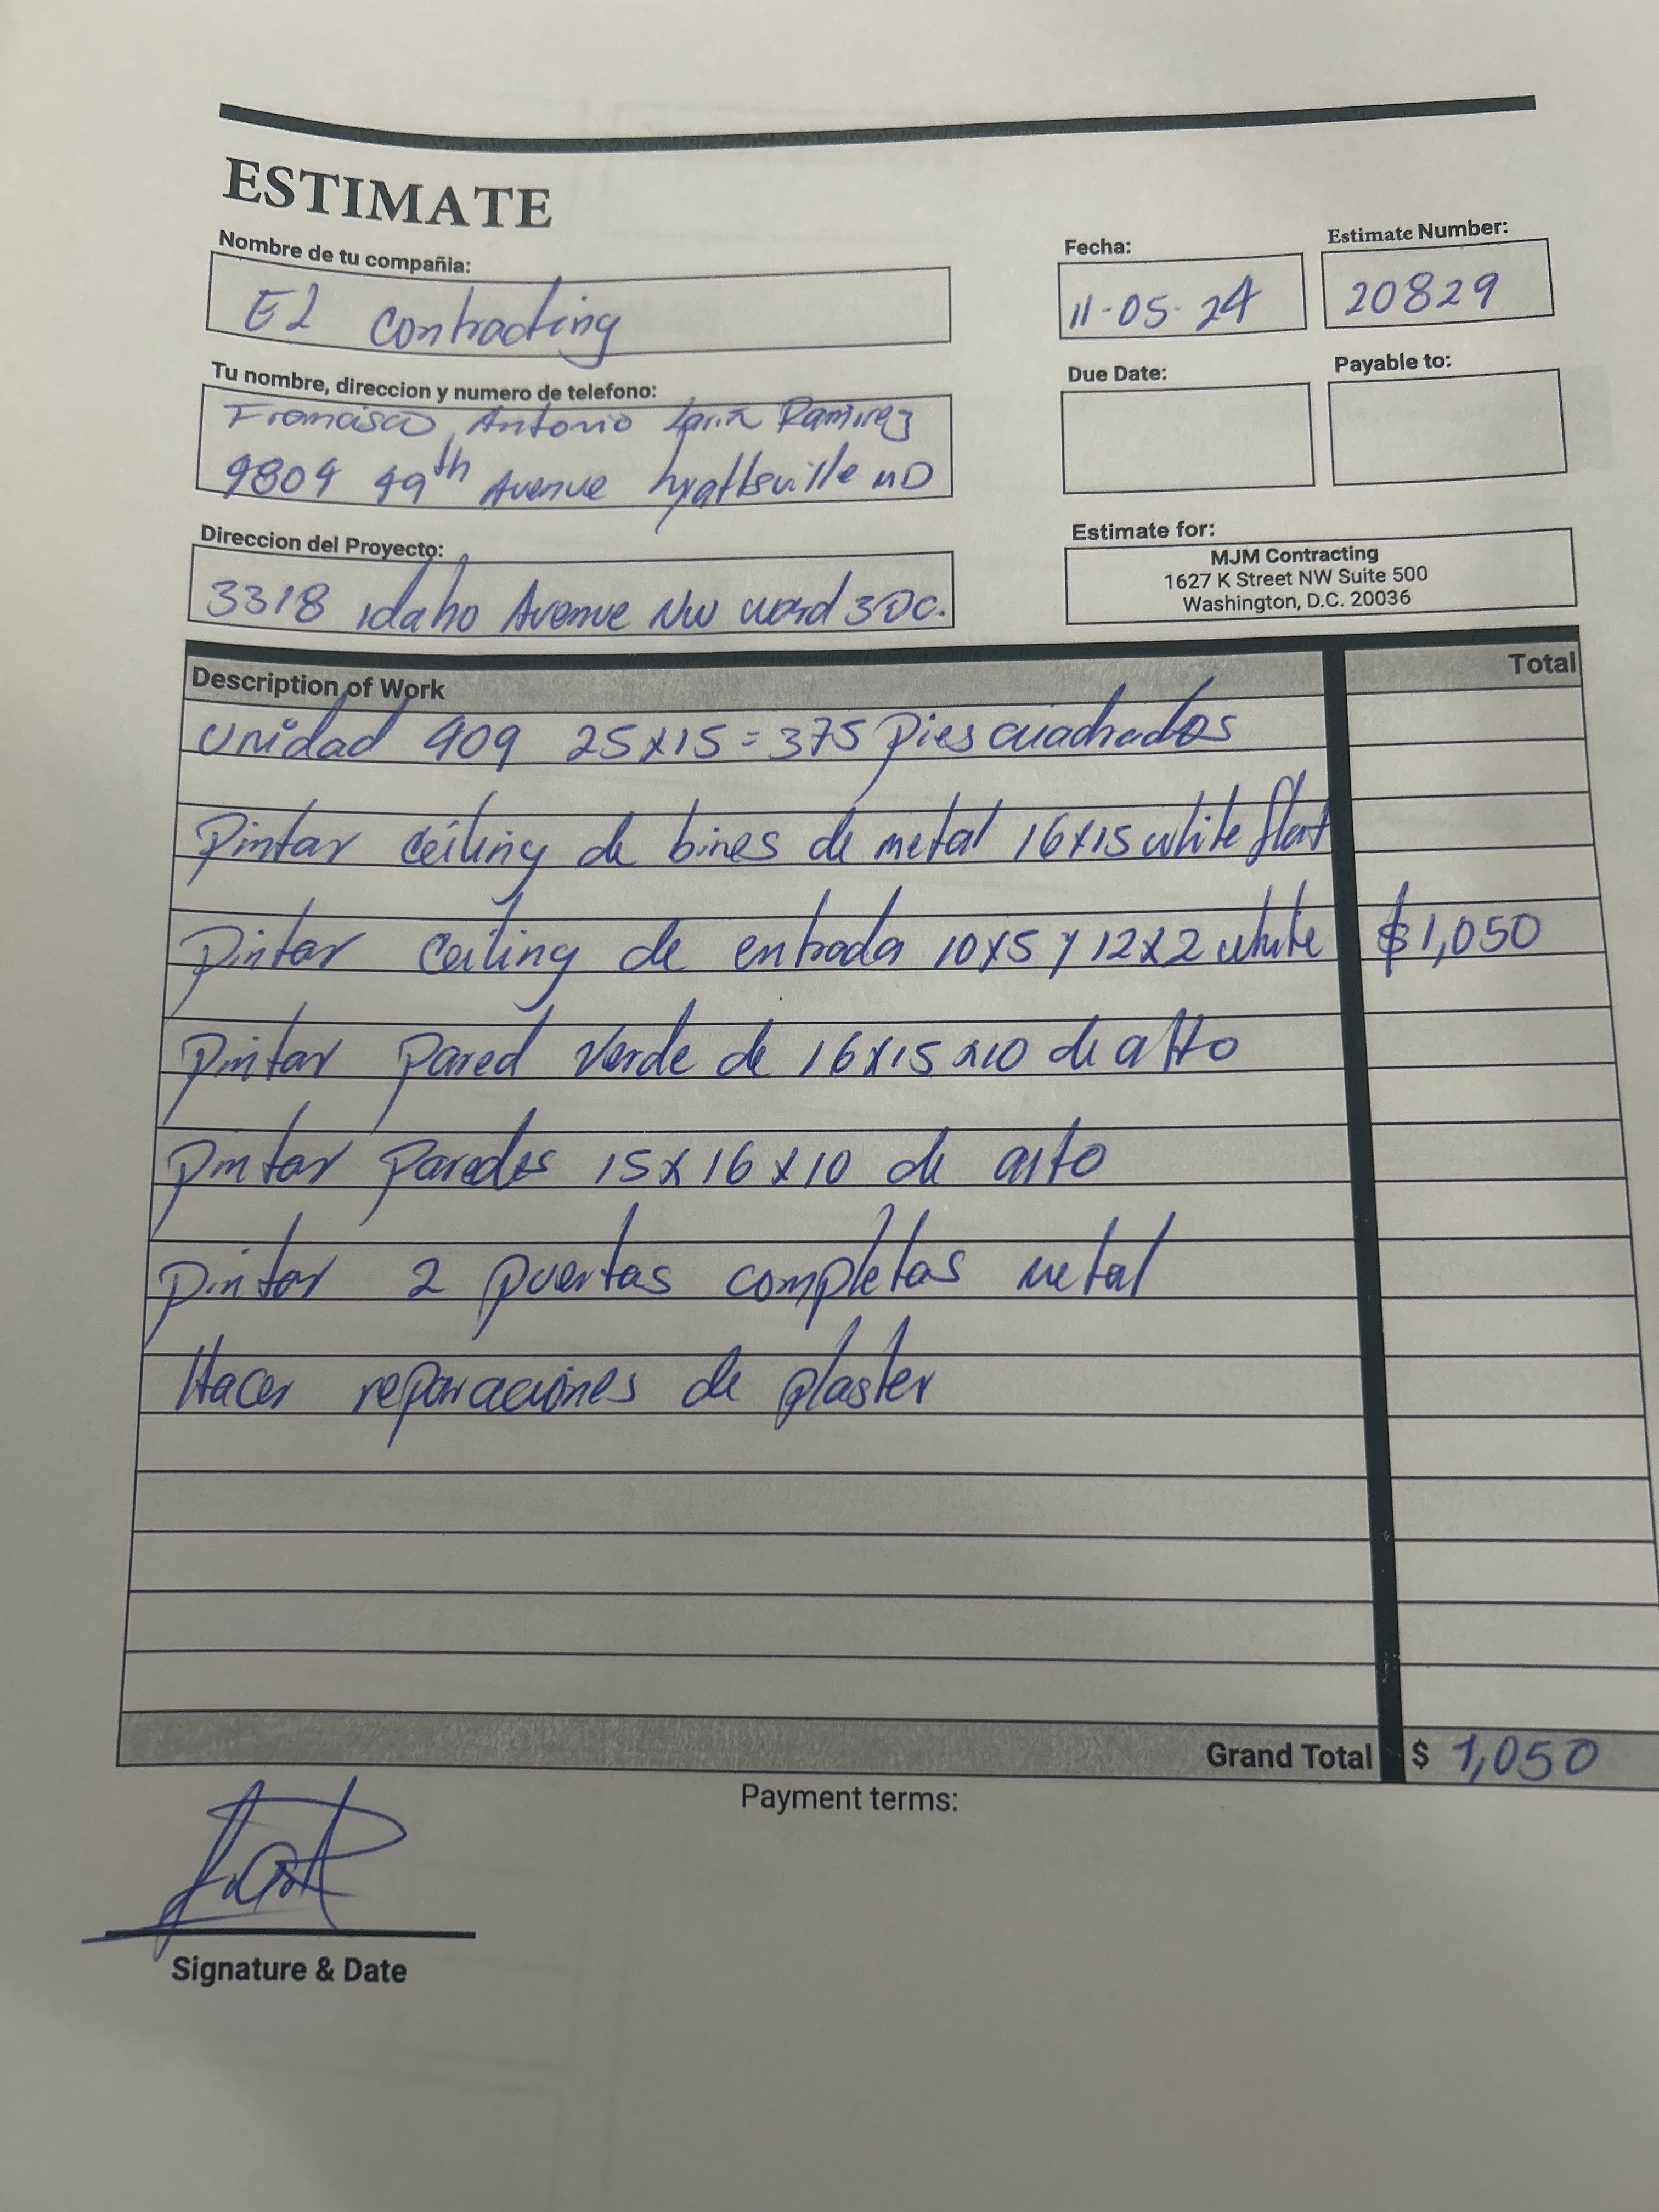 ESTIMATE
Nombre de tu compañia:
Fecha:
Estimate Number:
EL contracting
11-05-24
20829
Tu nombre, direccion y numero de telefono:
Due Date:
Payable to:
Francisco Antonio Ramirez
9804 49th Avenue hyattsville MD
Direccion del Proyecto:
Estimate for:
3318 idaho Avenue NW ward 3 DC.
MJM Contracting
1627 K Street NW Suite 500
Washington, D.C. 20036
Description of Work
Total
Unidad 409 25x15=375 Pies cuadrados
Pintar ceiling de bines de metal 16x15 white flat
Pintar ceiling de entrada 10x5 y 12x2 white $1,050
Pintar Pared Verde de 16x15x10 de alto
Pintar Paredes 15x16x10 de alto
Pintar 2 puertas completas metal
Hacer reparaciones de plaster
Grand Total $ 1,050
Payment terms:
Signature & Date